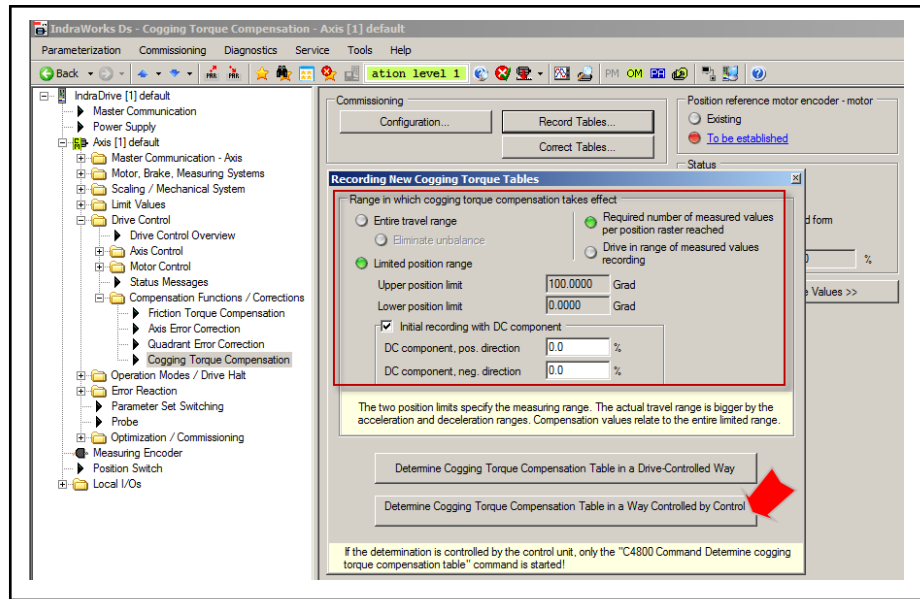 IndraWorks Ds - Cogging Torque Compensation - Axis [1] default
Parameterization Commissioning Diagnostics Service Tools Help
Back PAR. PAR. ation level 1 PM OM
IndraDrive [1] default
Master Communication
Power Supply
Axis [1] default
Master Communication - Axis
Motor, Brake, Measuring Systems
Scaling / Mechanical System
Limit Values
Drive Control
Drive Control Overview
Axis Control
Motor Control
Status Messages
Compensation Functions / Corrections
Friction Torque Compensation
Axis Error Correction
Quadrant Error Correction
Cogging Torque Compensation
Operation Modes / Drive Halt
Error Reaction
Parameter Set Switching
Probe
Optimization / Commissioning
Measuring Encoder
Position Switch
Local I/Os
Commissioning
Configuration...
Record Tables...
Correct Tables...
Position reference motor encoder - motor
Existing
To be established
Status
d form
%
e Values >>
Recording New Cogging Torque Tables
Range in which cogging torque compensation takes effect
Entire travel range
Eliminate unbalance
Limited position range
Required number of measured values
per position raster reached
Drive in range of measured values
recording
Upper position limit 100.0000 Grad
Lower position limit 0.0000 Grad
Initial recording with DC component
DC component, pos. direction 0.0 %
DC component, neg. direction 0.0 %
The two position limits specify the measuring range. The actual travel range is bigger by the
acceleration and deceleration ranges. Compensation values relate to the entire limited range.
Determine Cogging Torque Compensation Table in a Drive-Controlled Way
Determine Cogging Torque Compensation Table in a Way Controlled by Control
If the determination is controlled by the control unit, only the "C4800 Command Determine cogging
torque compensation table" command is started!